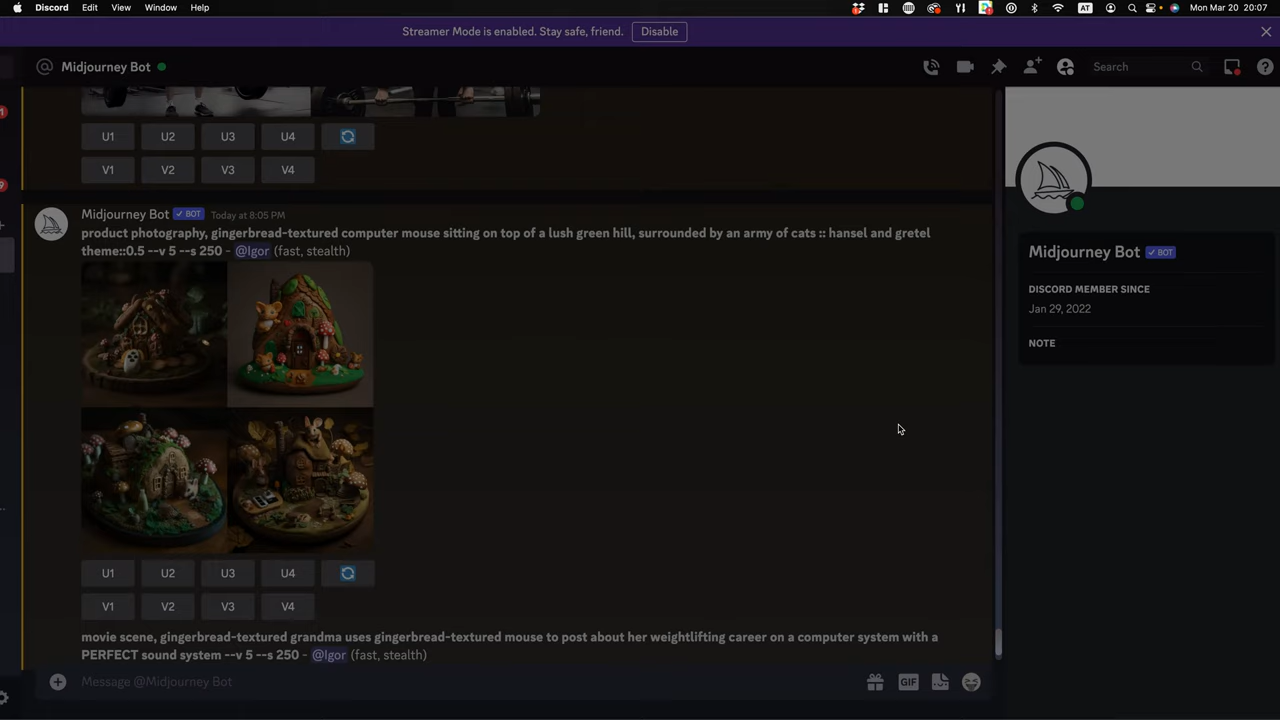 Discord Edit View Window Help AT Mon Mar 20 20:07
Streamer Mode is enabled. Stay safe, friend. Disable
Midjourney Bot Search
1
U1 U2 U3 U4
V1 V2 V3 V4
9
Midjourney Bot ✓ BOT Today at 8:05 PM
product photography, gingerbread-textured computer mouse sitting on top of a lush green hill, surrounded by an army of cats :: hansel and gretel
theme::0.5 --v 5 --s 250 - @Igor (fast, stealth)
U1 U2 U3 U4
V1 V2 V3 V4
movie scene, gingerbread-textured grandma uses gingerbread-textured mouse to post about her weightlifting career on a computer system with a
PERFECT sound system --v 5 --s 250 - @Igor (fast, stealth)
Message @Midjourney Bot GIF
Midjourney Bot ✓ BOT
DISCORD MEMBER SINCE
Jan 29, 2022
NOTE